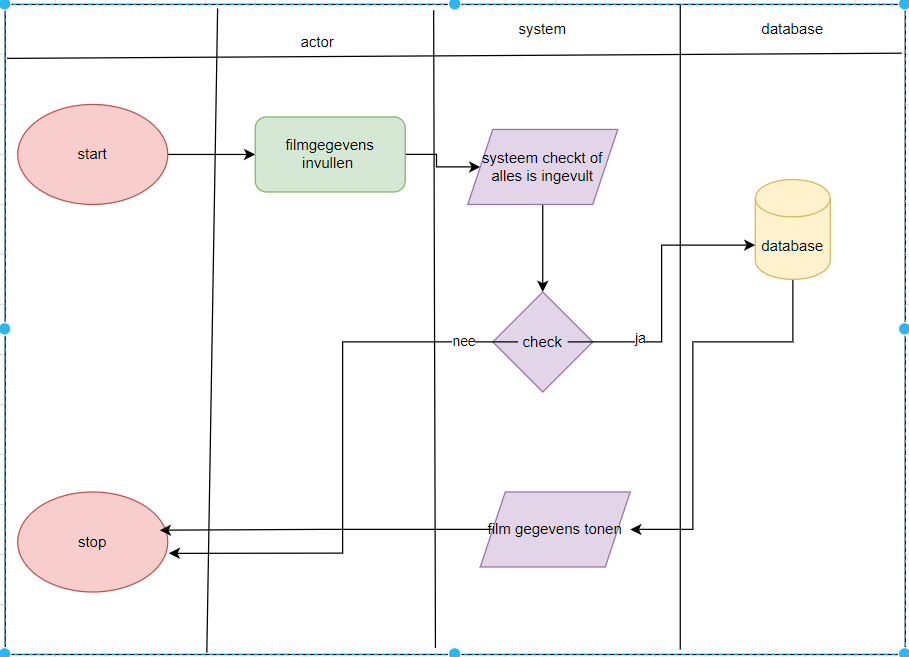 system
database
actor
start
filmgegevens
invullen
systeem checkt of
alles is ingevult
database
nee
check
ja
stop
film gegevens tonen